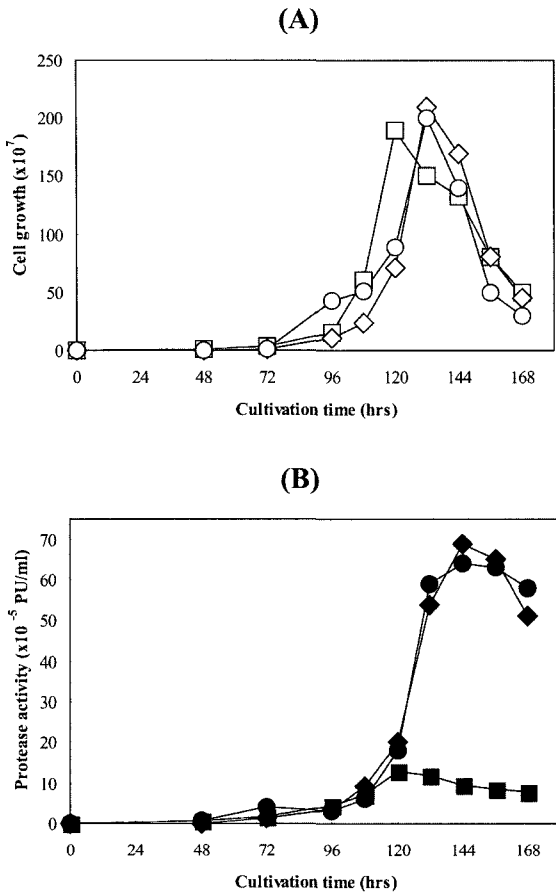 (A)
250
200
150
100
50
0
Cell growth (x10⁷)
0 24 48 72 96 120 144 168
Cultivation time (hrs)
(B)
70
60
50
40
30
20
10
0
Protease activity (x10⁻⁵ PU/ml)
0 24 48 72 96 120 144 168
Cultivation time (hrs)